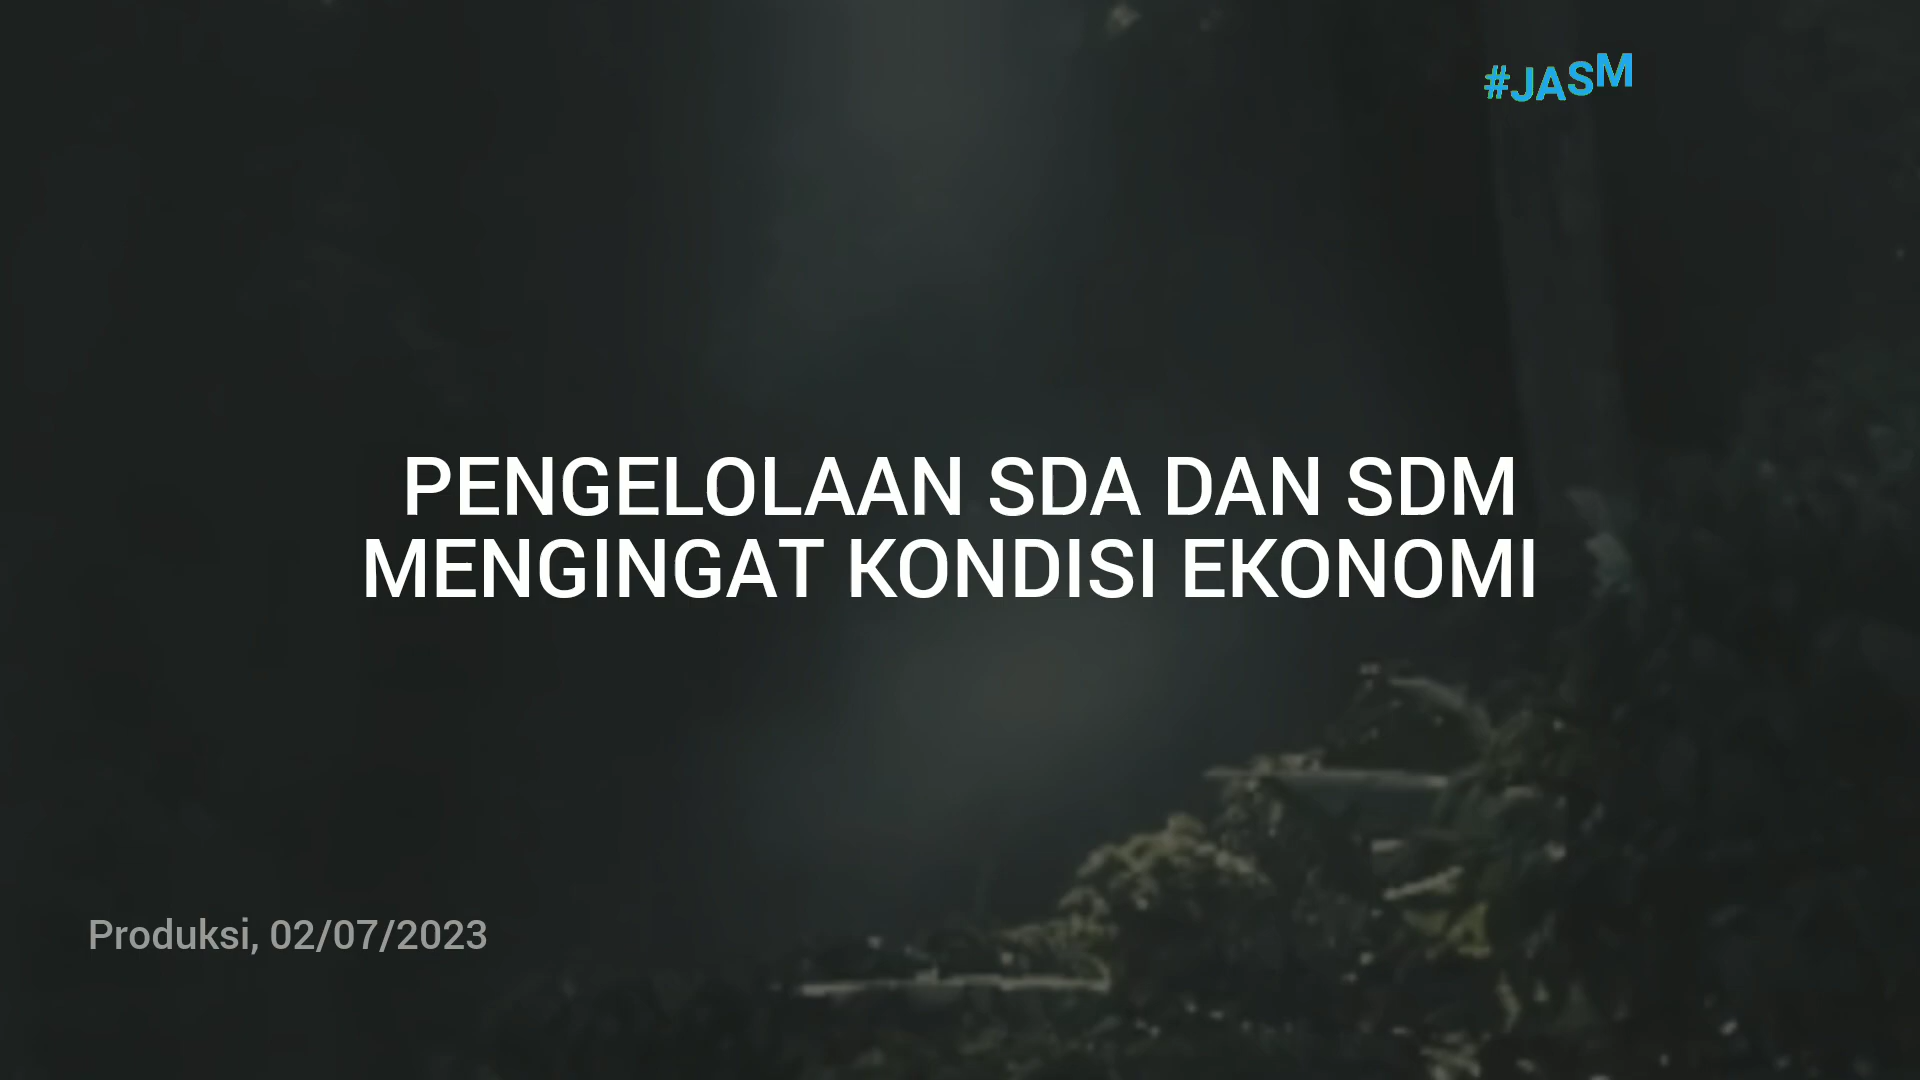 #JASM
PENGELOLAAN SDA DAN SDM
MENGINGAT KONDISI EKONOMI
Produksi, 02/07/2023